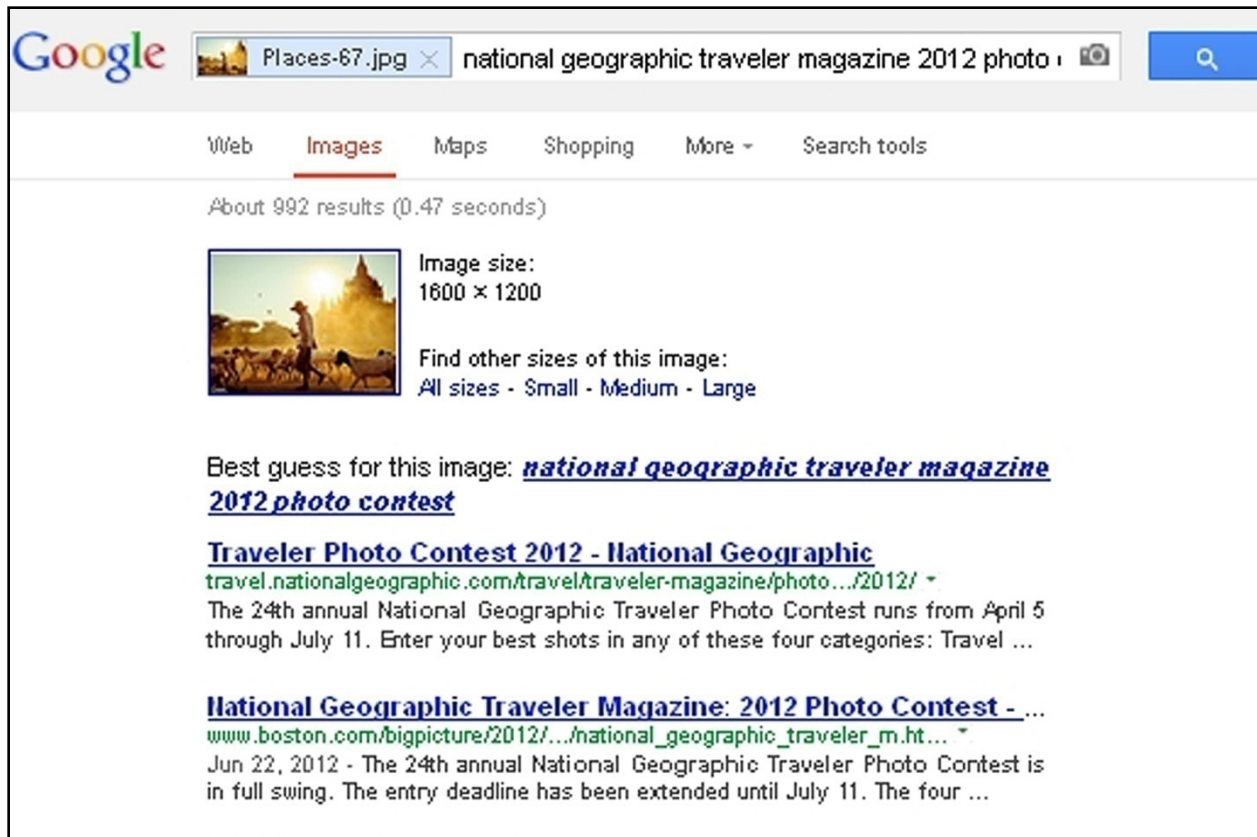 Google Places-67.jpg × national geographic traveler magazine 2012 photo
Web Images Maps Shopping More Search tools
About 992 results (0.47 seconds)
Image size:
1600 × 1200
Find other sizes of this image:
All sizes - Small - Medium - Large
Best guess for this image: national geographic traveler magazine
2012 photo contest
Traveler Photo Contest 2012 - National Geographic
travel.nationalgeographic.com/travel/traveler-magazine/photo.../2012/
The 24th annual National Geographic Traveler Photo Contest runs from April 5
through July 11. Enter your best shots in any of these four categories: Travel ...
National Geographic Traveler Magazine: 2012 Photo Contest - ...
www.boston.com/bigpicture/2012/.../national_geographic_traveler_m.ht...
Jun 22, 2012 - The 24th annual National Geographic Traveler Photo Contest is
in full swing. The entry deadline has been extended until July 11. The four ...